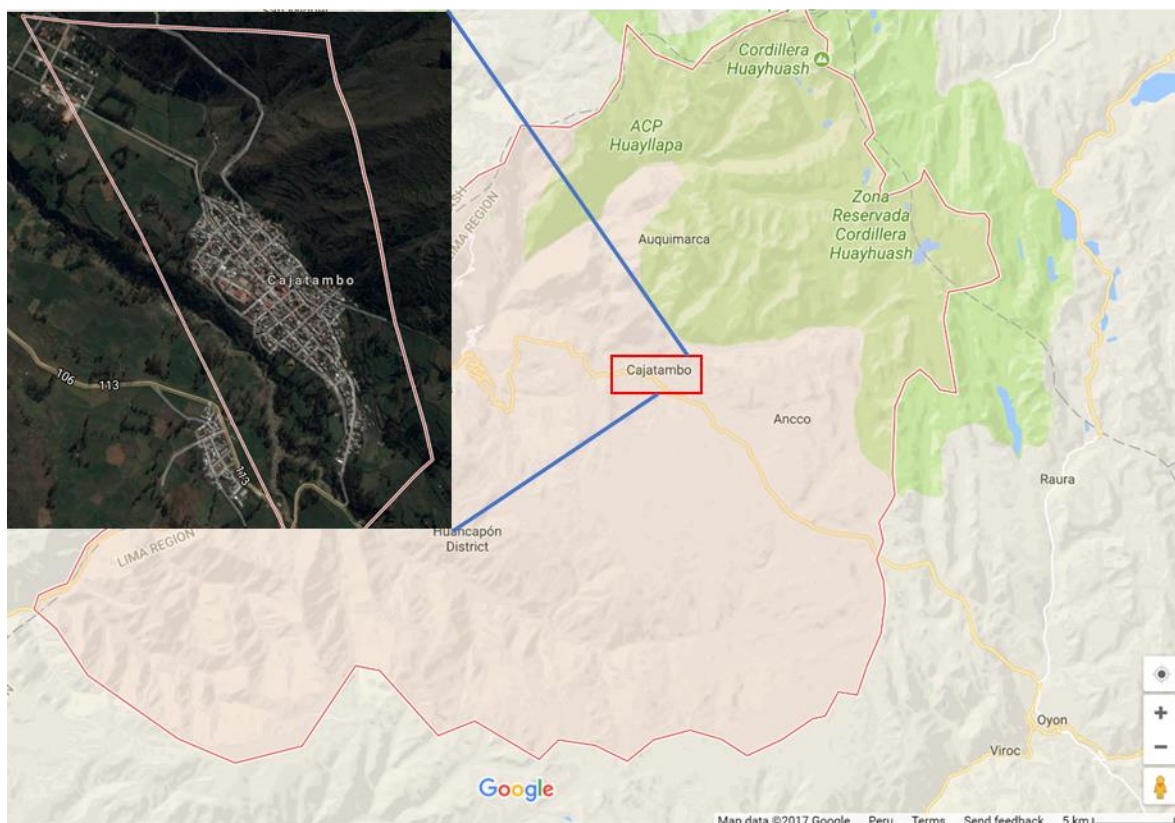 Cordillera
Huayhuash
ACP
Huayllapa
ASH
LIMA REGION
Zona
Reservada
Cordillera
Huayhuash
Auquimarca
Cajatambo
Cajatambo
106
113
113
Ancco
Raura
Huancapón
District
LIMA REGION
Oyon
Viroc
Google
Map data ©2017 Google Peru Terms Send feedback 5 km